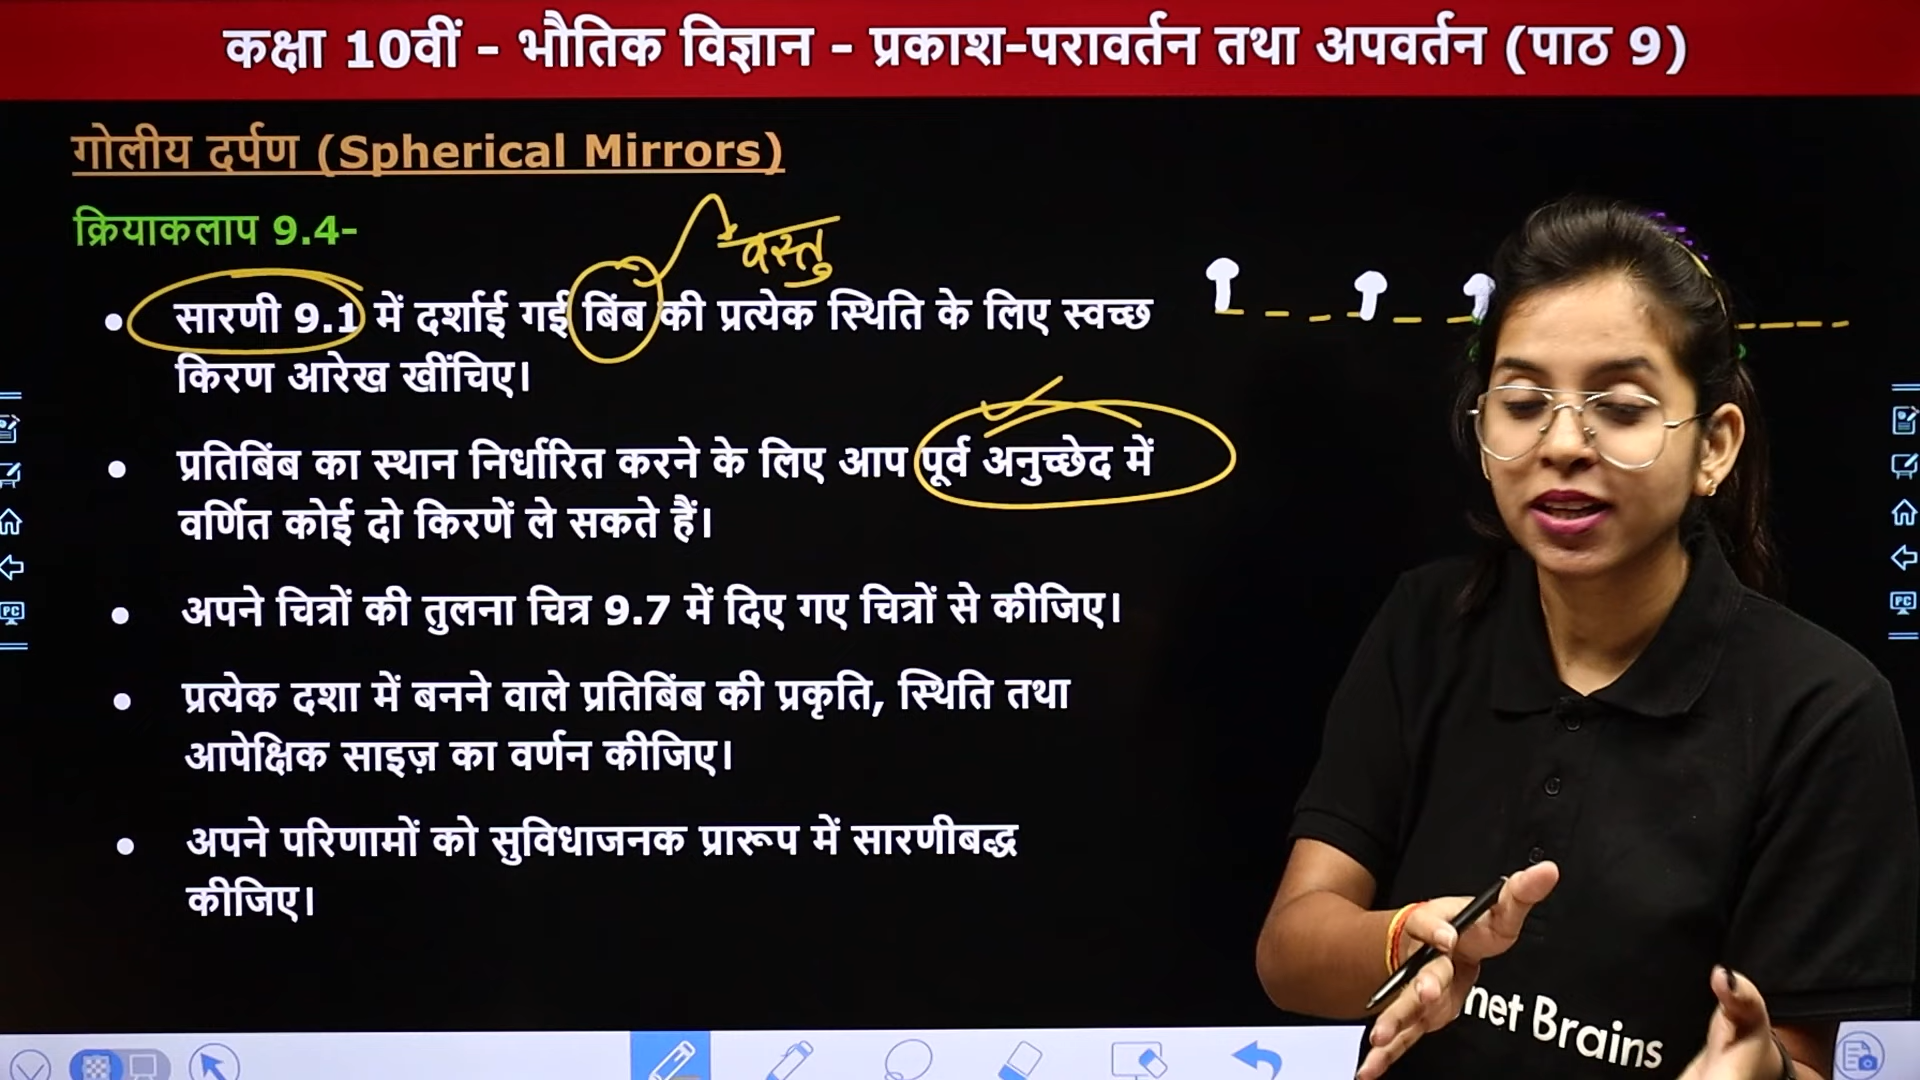 कक्षा 10वीं - भौतिक विज्ञान - प्रकाश-परावर्तन तथा अपवर्तन (पाठ 9)
गोलीय दर्पण (Spherical Mirrors)
क्रियाकलाप 9.4-
वस्तु
• सारणी 9.1 में दर्शाई गई बिंब की प्रत्येक स्थिति के लिए स्वच्छ
किरण आरेख खींचिए।
• प्रतिबिंब का स्थान निर्धारित करने के लिए आप पूर्व अनुच्छेद में
वर्णित कोई दो किरणें ले सकते हैं।
• अपने चित्रों की तुलना चित्र 9.7 में दिए गए चित्रों से कीजिए।
• प्रत्येक दशा में बनने वाले प्रतिबिंब की प्रकृति, स्थिति तथा
आपेक्षिक साइज़ का वर्णन कीजिए।
• अपने परिणामों को सुविधाजनक प्रारूप में सारणीबद्ध
कीजिए।
net Brains
PC
PC